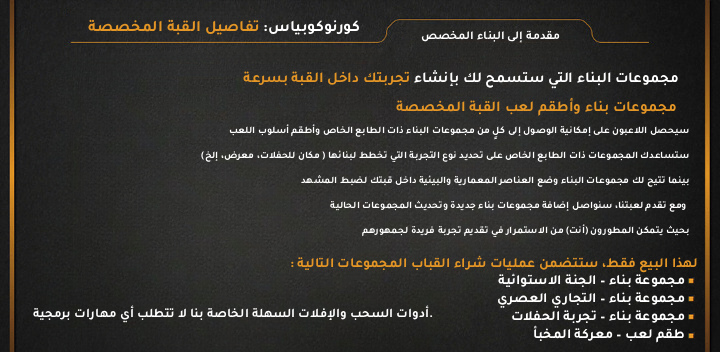 كورنوكوبياس: تفاصيل القبة المخصصة
مقدمة إلى البناء المخصص
مجموعات البناء التي ستسمح لك بإنشاء تجربتك داخل القبة بسرعة
مجموعات بناء وأطقم لعب القبة المخصصة
سيحصل اللاعبون على إمكانية الوصول إلى كلٍ من مجموعات البناء ذات الطابع الخاص وأطقم أسلوب اللعب
ستساعدك المجموعات ذات الطابع الخاص على تحديد نوع التجربة التي تخطط لبنائها ( مكان للحفلات، معرض، إلخ)
بينما تتيح لك مجموعات البناء وضع العناصر المعمارية والبيئية داخل قبتك لضبط المشهد
ومع تقدم لعبتنا، سنواصل إضافة مجموعات بناء جديدة وتحديث المجموعات الحالية
بحيث يتمكن المطورون (أنت) من الاستمرار في تقديم تجربة فريدة لجمهورهم
لهذا البيع فقط، ستتضمن عمليات شراء القباب المجموعات التالية :
▪ مجموعة بناء - الجنة الاستوائية
▪ مجموعة بناء - التجاري العصري
▪ مجموعة بناء - تجربة الحفلات
▪ طقم لعب - معركة المخبأ
.أدوات السحب والإفلات السهلة الخاصة بنا لا تتطلب أي مهارات برمجية